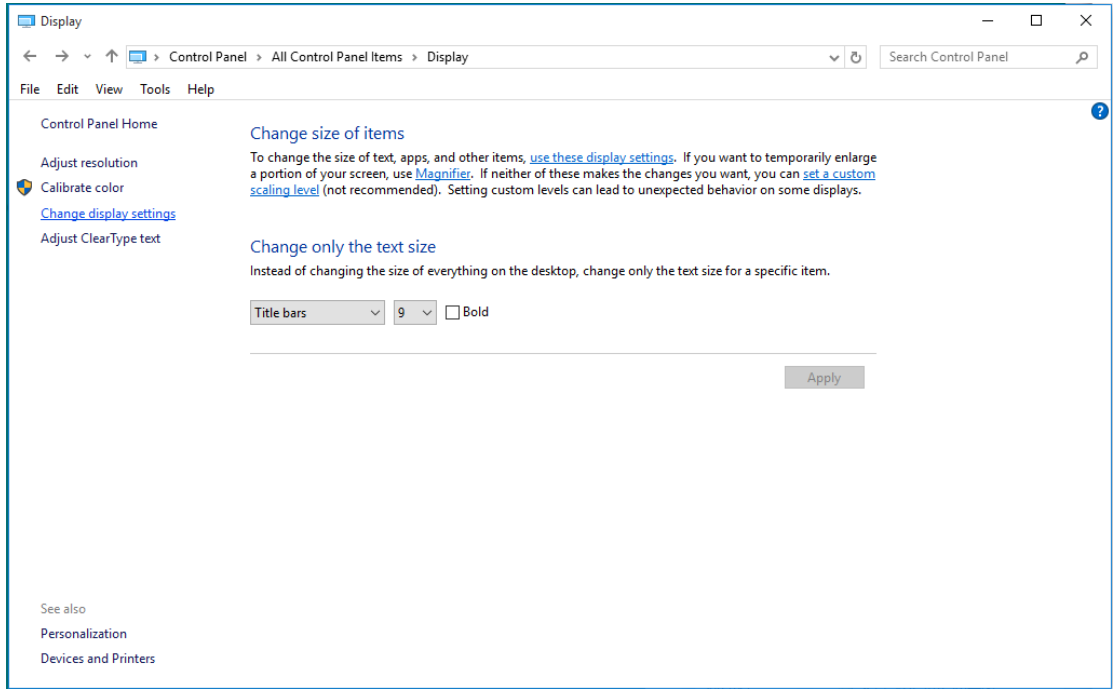 Display
Control Panel > All Control Panel Items > Display
Search Control Panel
File Edit View Tools Help
?
Control Panel Home
Adjust resolution
Calibrate color
Change display settings
Adjust ClearType text
Change size of items
To change the size of text, apps, and other items, use these display settings. If you want to temporarily enlarge
a portion of your screen, use Magnifier. If neither of these makes the changes you want, you can set a custom
scaling level (not recommended). Setting custom levels can lead to unexpected behavior on some displays.
Change only the text size
Instead of changing the size of everything on the desktop, change only the text size for a specific item.
Title bars 9 Bold
Apply
See also
Personalization
Devices and Printers